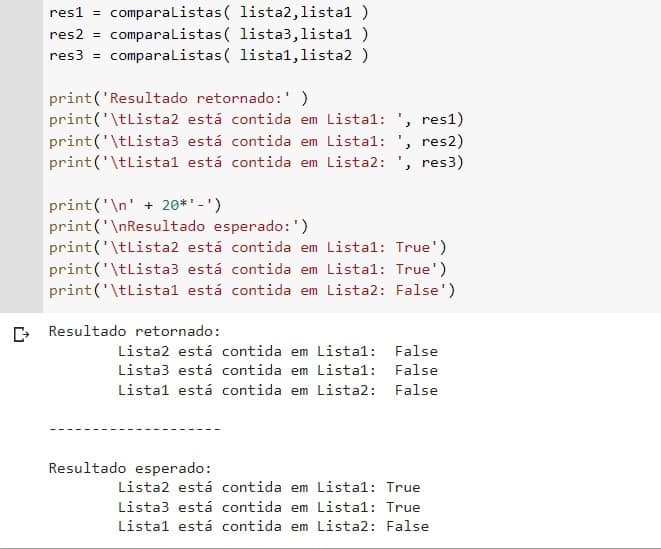 res1 = comparaListas( lista2,lista1 )
res2 = comparaListas( lista3,lista1 )
res3 = comparaListas( lista1,lista2 )
print('Resultado retornado:' )
print('\tLista2 está contida em Lista1: ', res1)
print('\tLista3 está contida em Lista1: ', res2)
print('\tLista1 está contida em Lista2: ', res3)
print('\n' + 20*'-')
print('\nResultado esperado:')
print('\tLista2 está contida em Lista1: True')
print('\tLista3 está contida em Lista1: True')
print('\tLista1 está contida em Lista2: False')
Resultado retornado:
Lista2 está contida em Lista1:  False
Lista3 está contida em Lista1:  False
Lista1 está contida em Lista2:  False
--------------------
Resultado esperado:
Lista2 está contida em Lista1: True
Lista3 está contida em Lista1: True
Lista1 está contida em Lista2: False